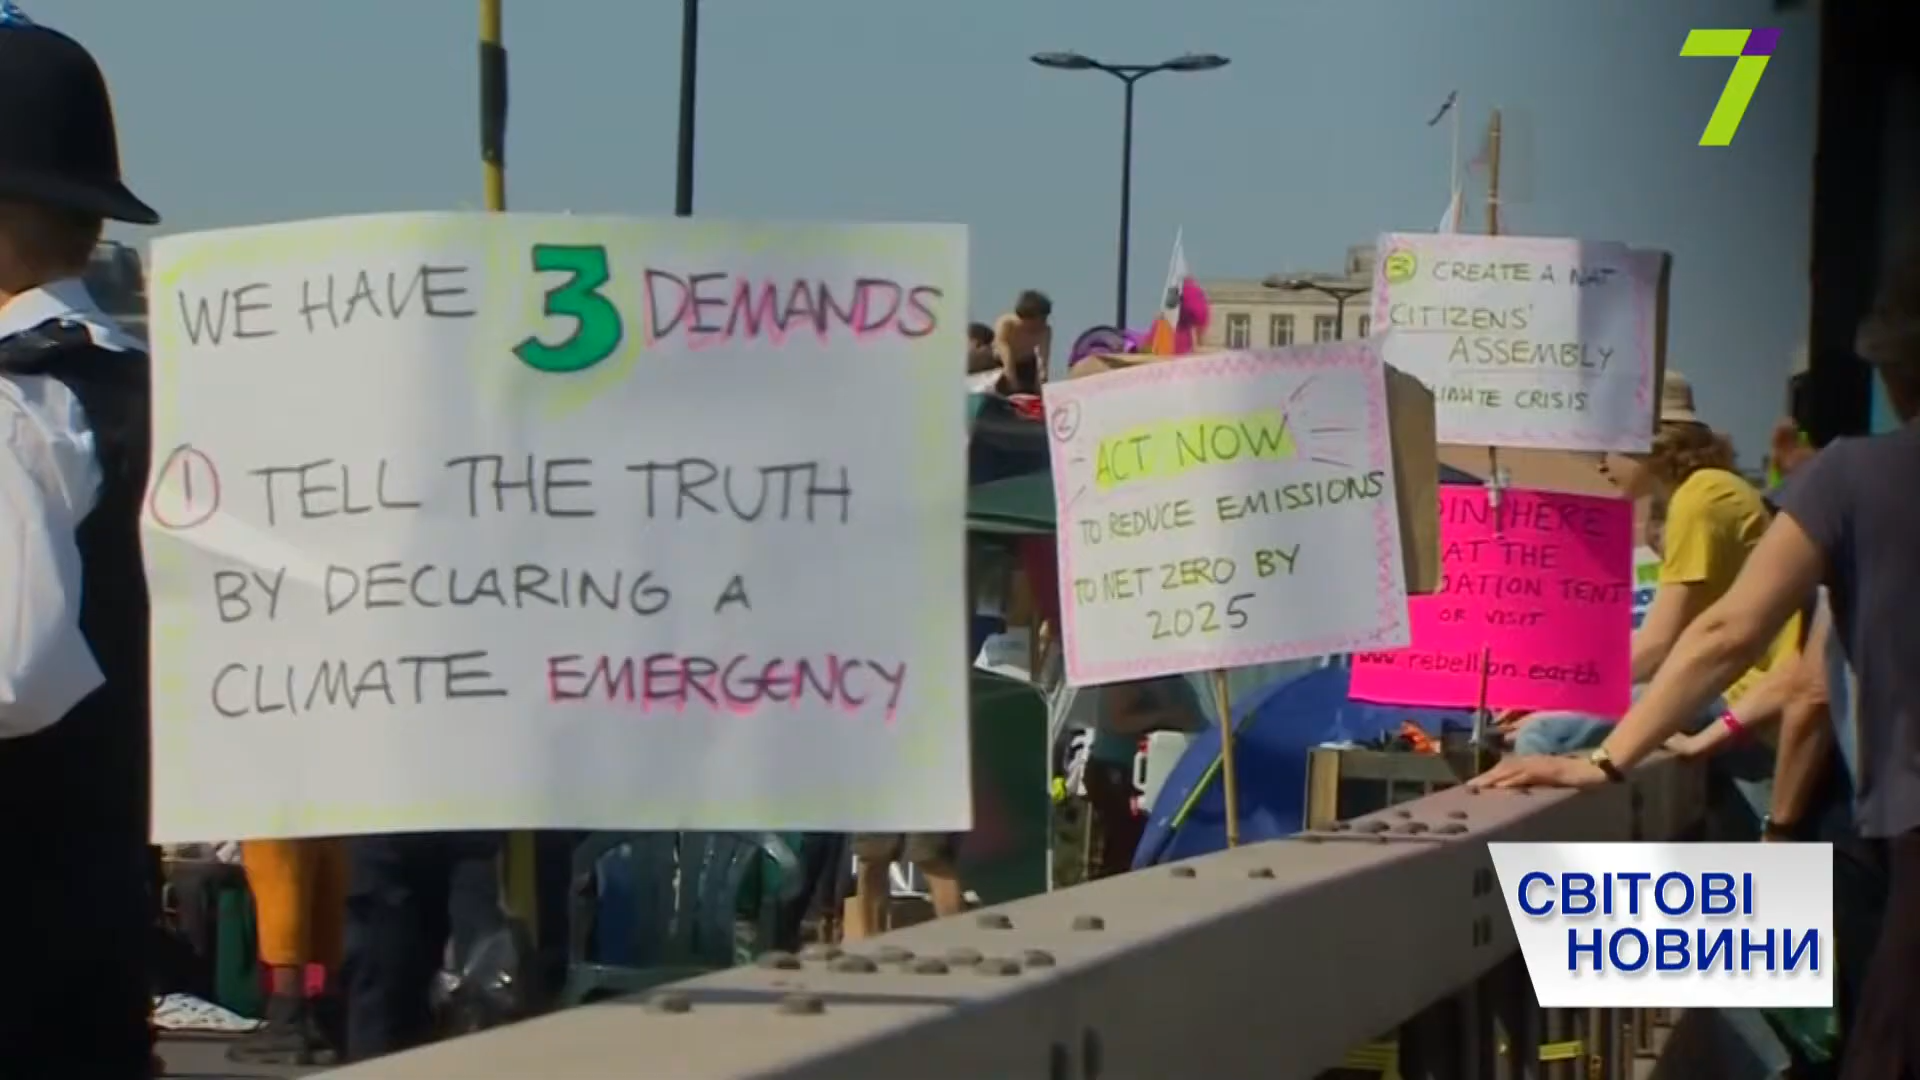 7
WE HAVE 3 DEMANDS
1 TELL THE TRUTH
BY DECLARING A
CLIMATE EMERGENCY
2
ACT NOW
TO REDUCE EMISSIONS
TO NET ZERO BY
2025
3 CREATE A NAT
CITIZENS'
ASSEMBLY
CRISIS
HERE
AT THE
TENT
OR VISIT
www.rebellion.earth
СВІТОВІ
НОВИНИ